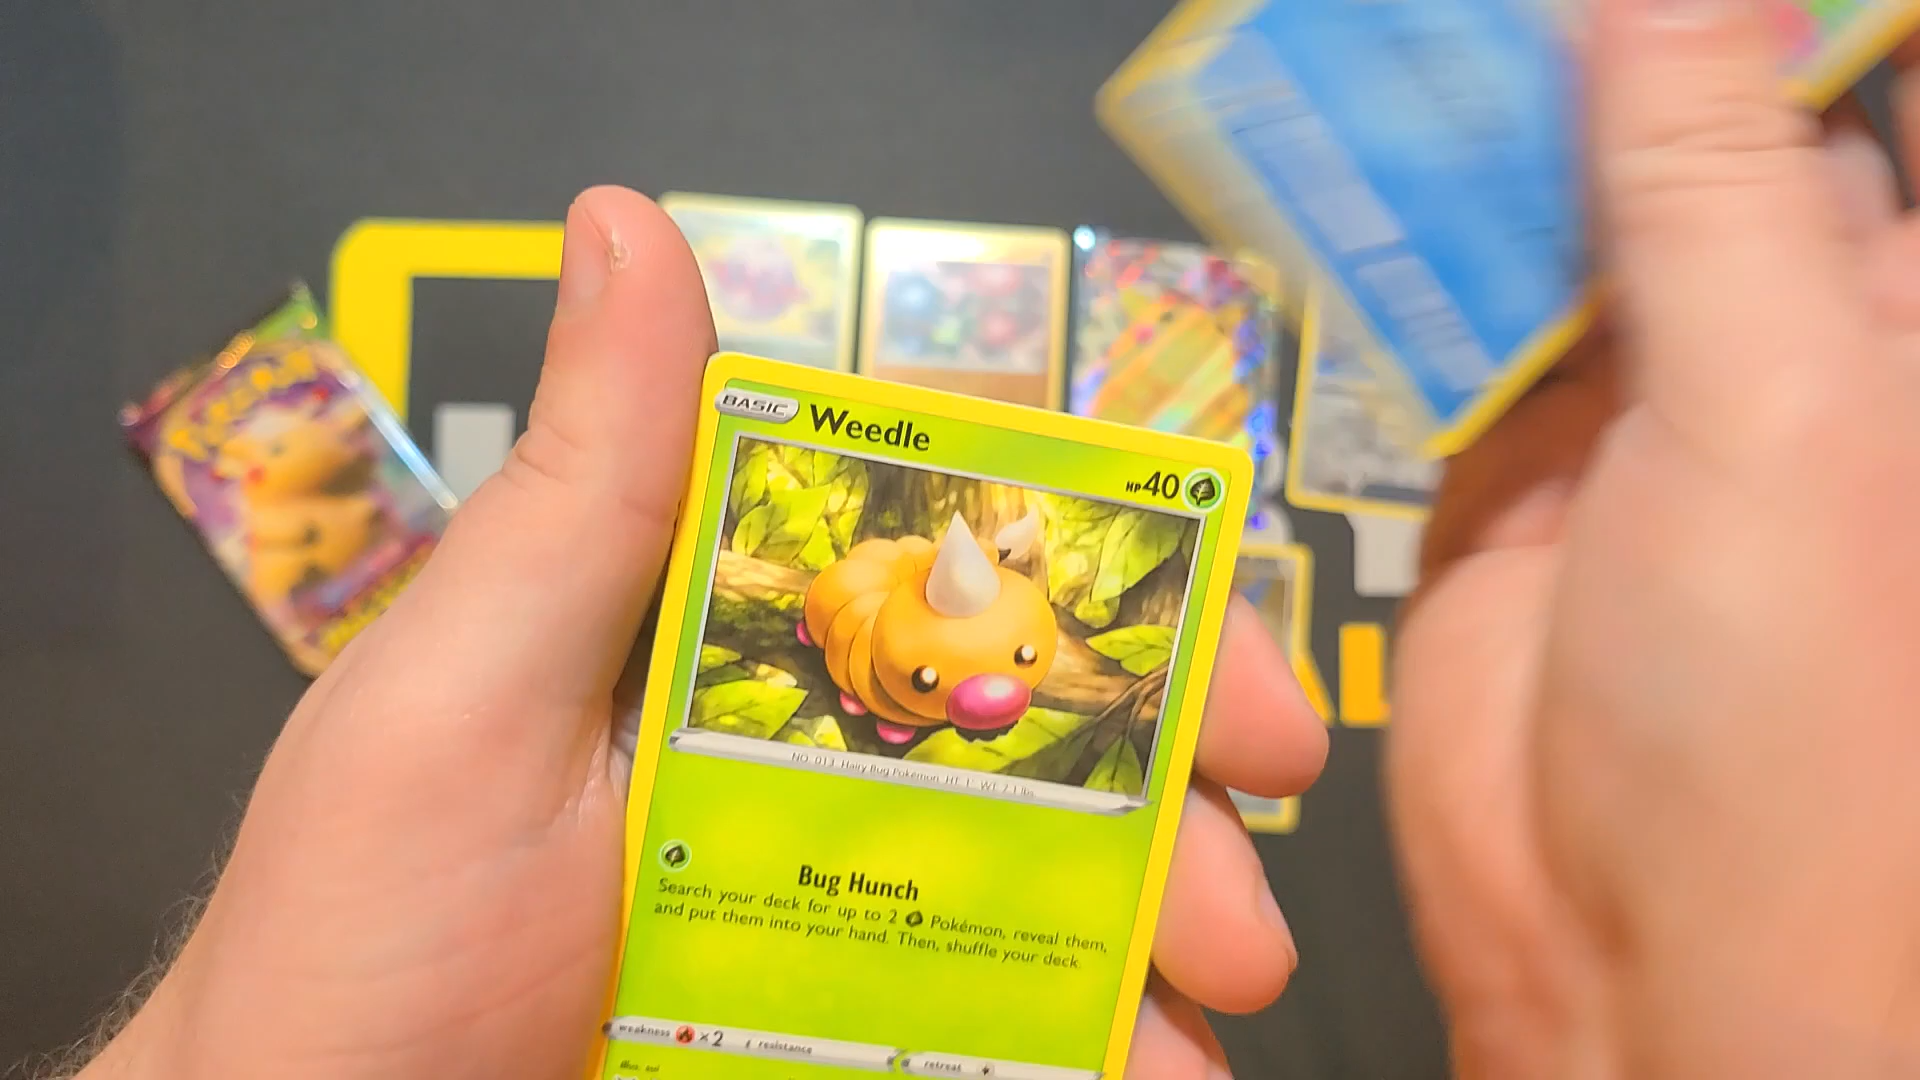 BASIC Weedle HP 40
NO. 013 Hairy Bug Pokémon HT: 1' WT: 7.1 lbs.
Bug Hunch
Search your deck for up to 2 Pokémon, reveal them,
and put them into your hand. Then, shuffle your deck.
weakness ×2 resistance retreat